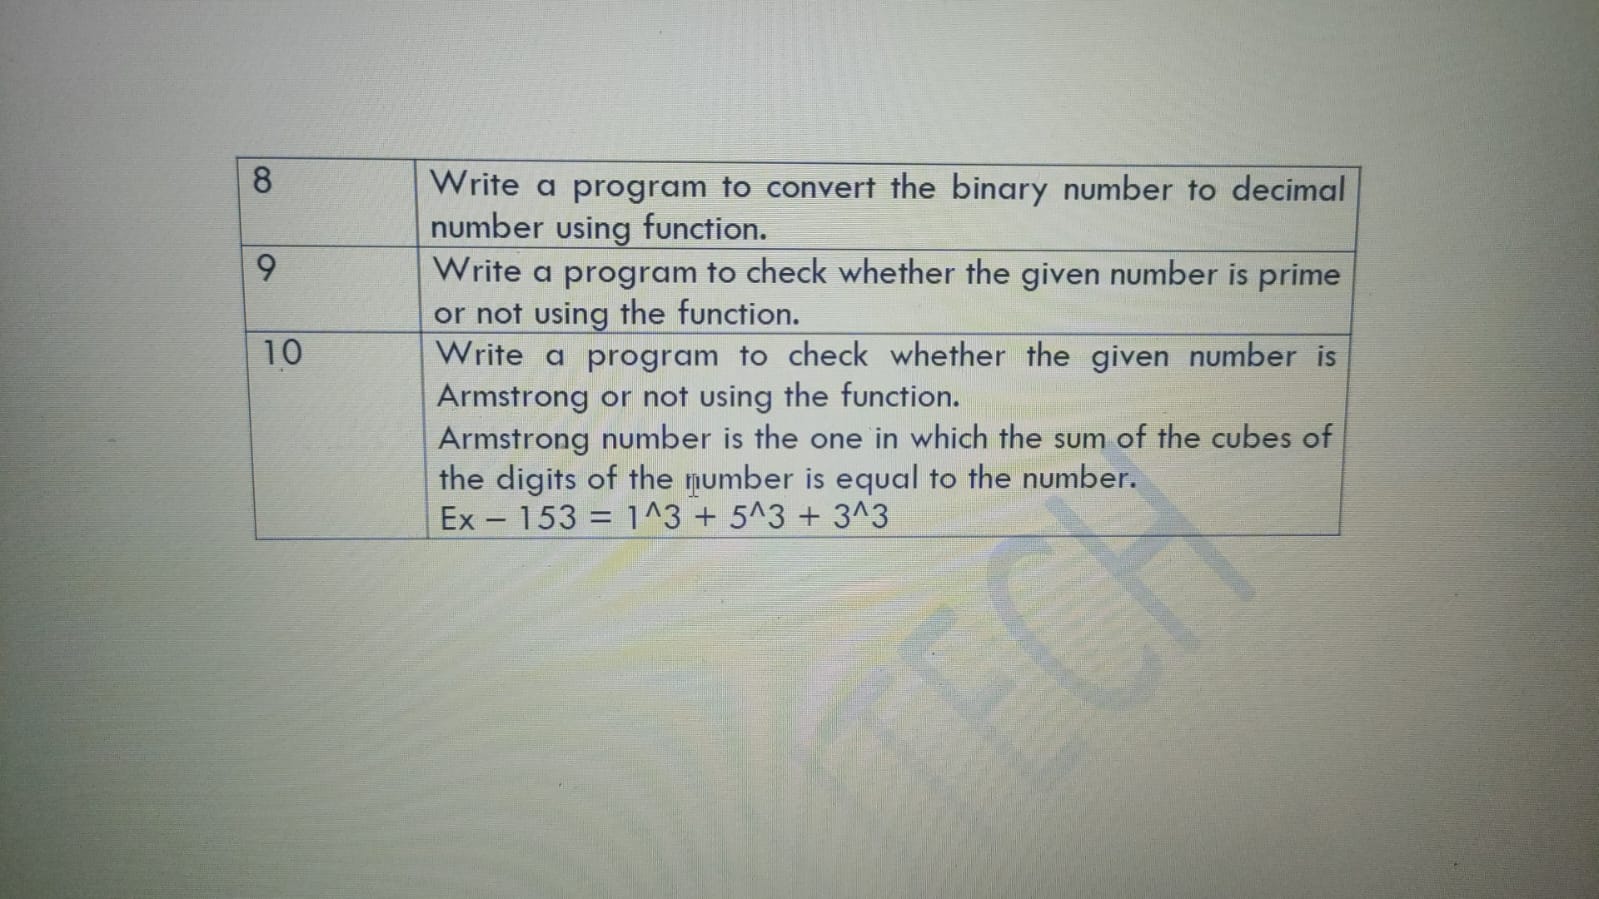 8
Write a program to convert the binary number to decimal
number using function.
9
Write a program to check whether the given number is prime
or not using the function.
10
Write a program to check whether the given number is
Armstrong or not using the function.
Armstrong number is the one in which the sum of the cubes of
the digits of the number is equal to the number.
Ex – 153 = 1^3 + 5^3 + 3^3
ECH